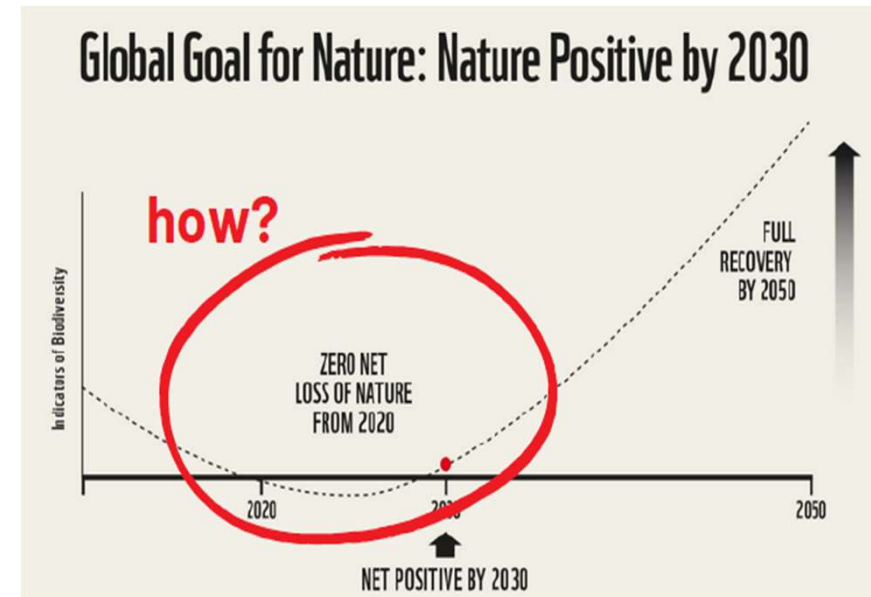 Global Goal for Nature: Nature Positive by 2030
how?
Indicators of Biodiversity
ZERO NET
LOSS OF NATURE
FROM 2020
FULL
RECOVERY
BY 2050
2020
2030
2050
NET POSITIVE BY 2030